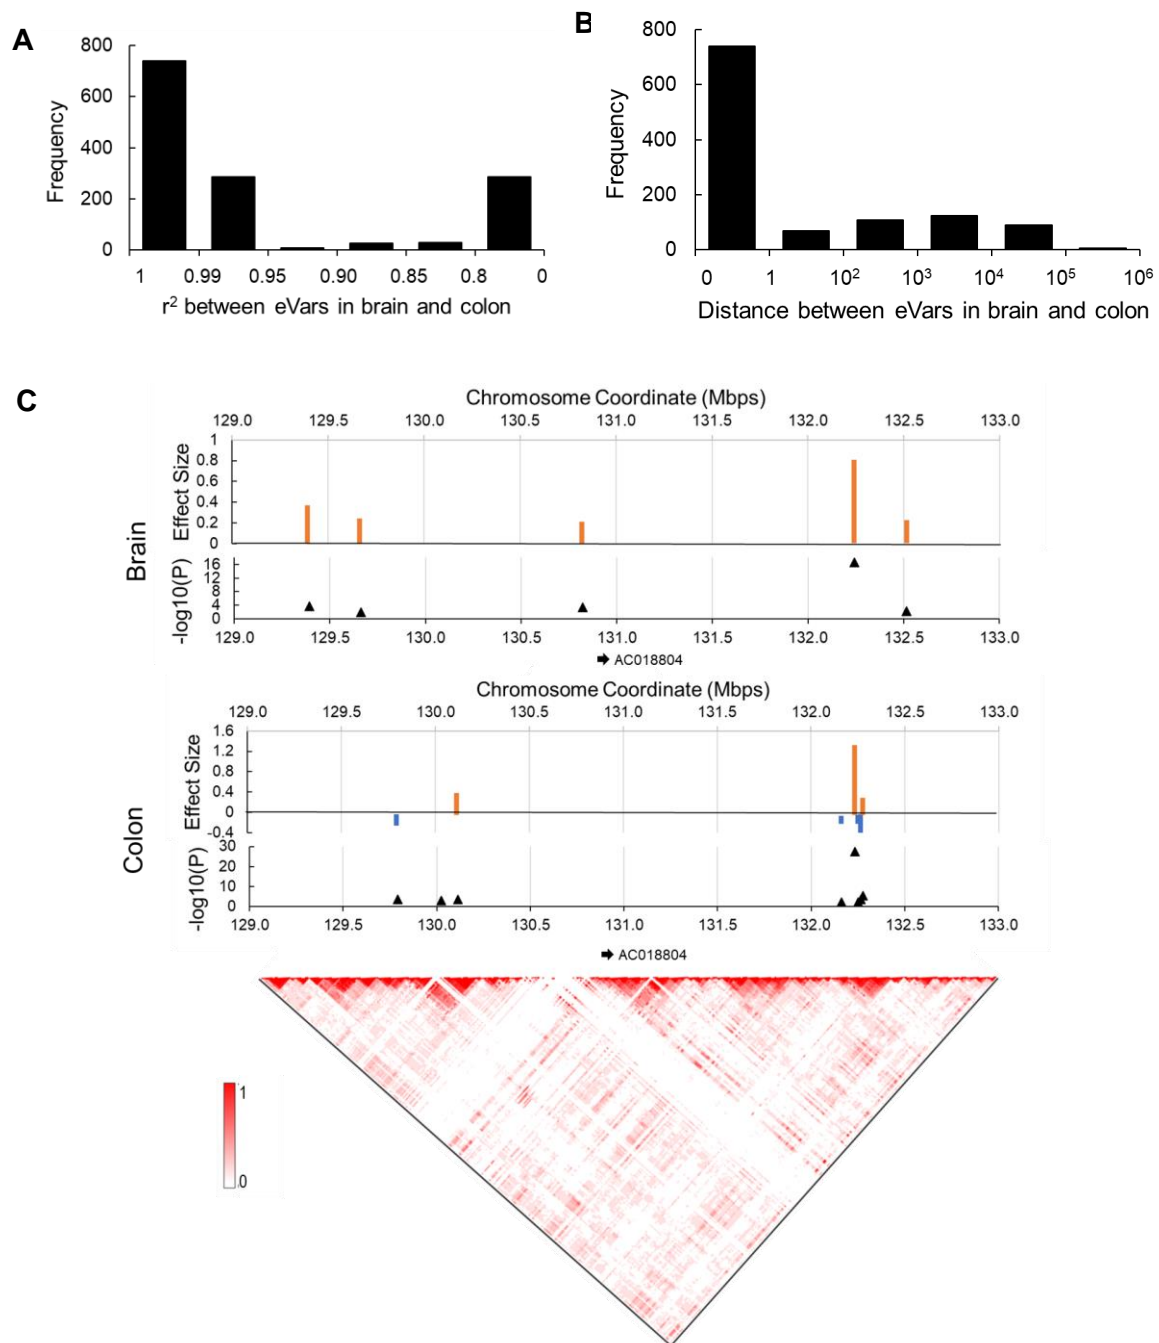 A
800
600
400
200
0
Frequency
1 0.99 0.95 0.90 0.85 0.8 0
r² between eVars in brain and colon
B
800
600
400
200
0
Frequency
0 1 10² 10³ 10⁴ 10⁵ 10⁶
Distance between eVars in brain and colon
C
Chromosome Coordinate (Mbps)
129.0 129.5 130.0 130.5 131.0 131.5 132.0 132.5 133.0
Brain
Effect Size
1
0.8
0.6
0.4
0.2
0
-log10(P)
16
12
8
4
0
129.0 129.5 130.0 130.5 131.0 131.5 132.0 132.5 133.0
AC018804
Chromosome Coordinate (Mbps)
129.0 129.5 130.0 130.5 131.0 131.5 132.0 132.5 133.0
Colon
Effect Size
1.6
1.2
0.8
0.4
0
-0.4
-log10(P)
30
20
10
0
129.0 129.5 130.0 130.5 131.0 131.5 132.0 132.5 133.0
AC018804
1
0